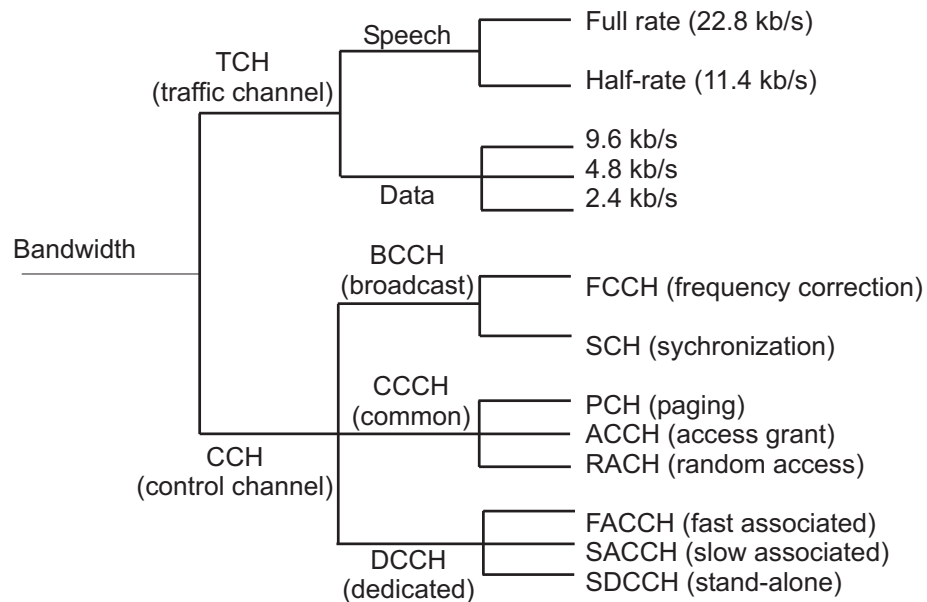 Speech
Full rate (22.8 kb/s)
TCH
(traffic channel)
Half-rate (11.4 kb/s)
9.6 kb/s
4.8 kb/s
2.4 kb/s
Data
Bandwidth
BCCH
(broadcast)
FCCH (frequency correction)
SCH (sychronization)
CCCH
(common)
PCH (paging)
ACCH (access grant)
RACH (random access)
CCH
(control channel)
FACCH (fast associated)
SACCH (slow associated)
SDCCH (stand-alone)
DCCH
(dedicated)